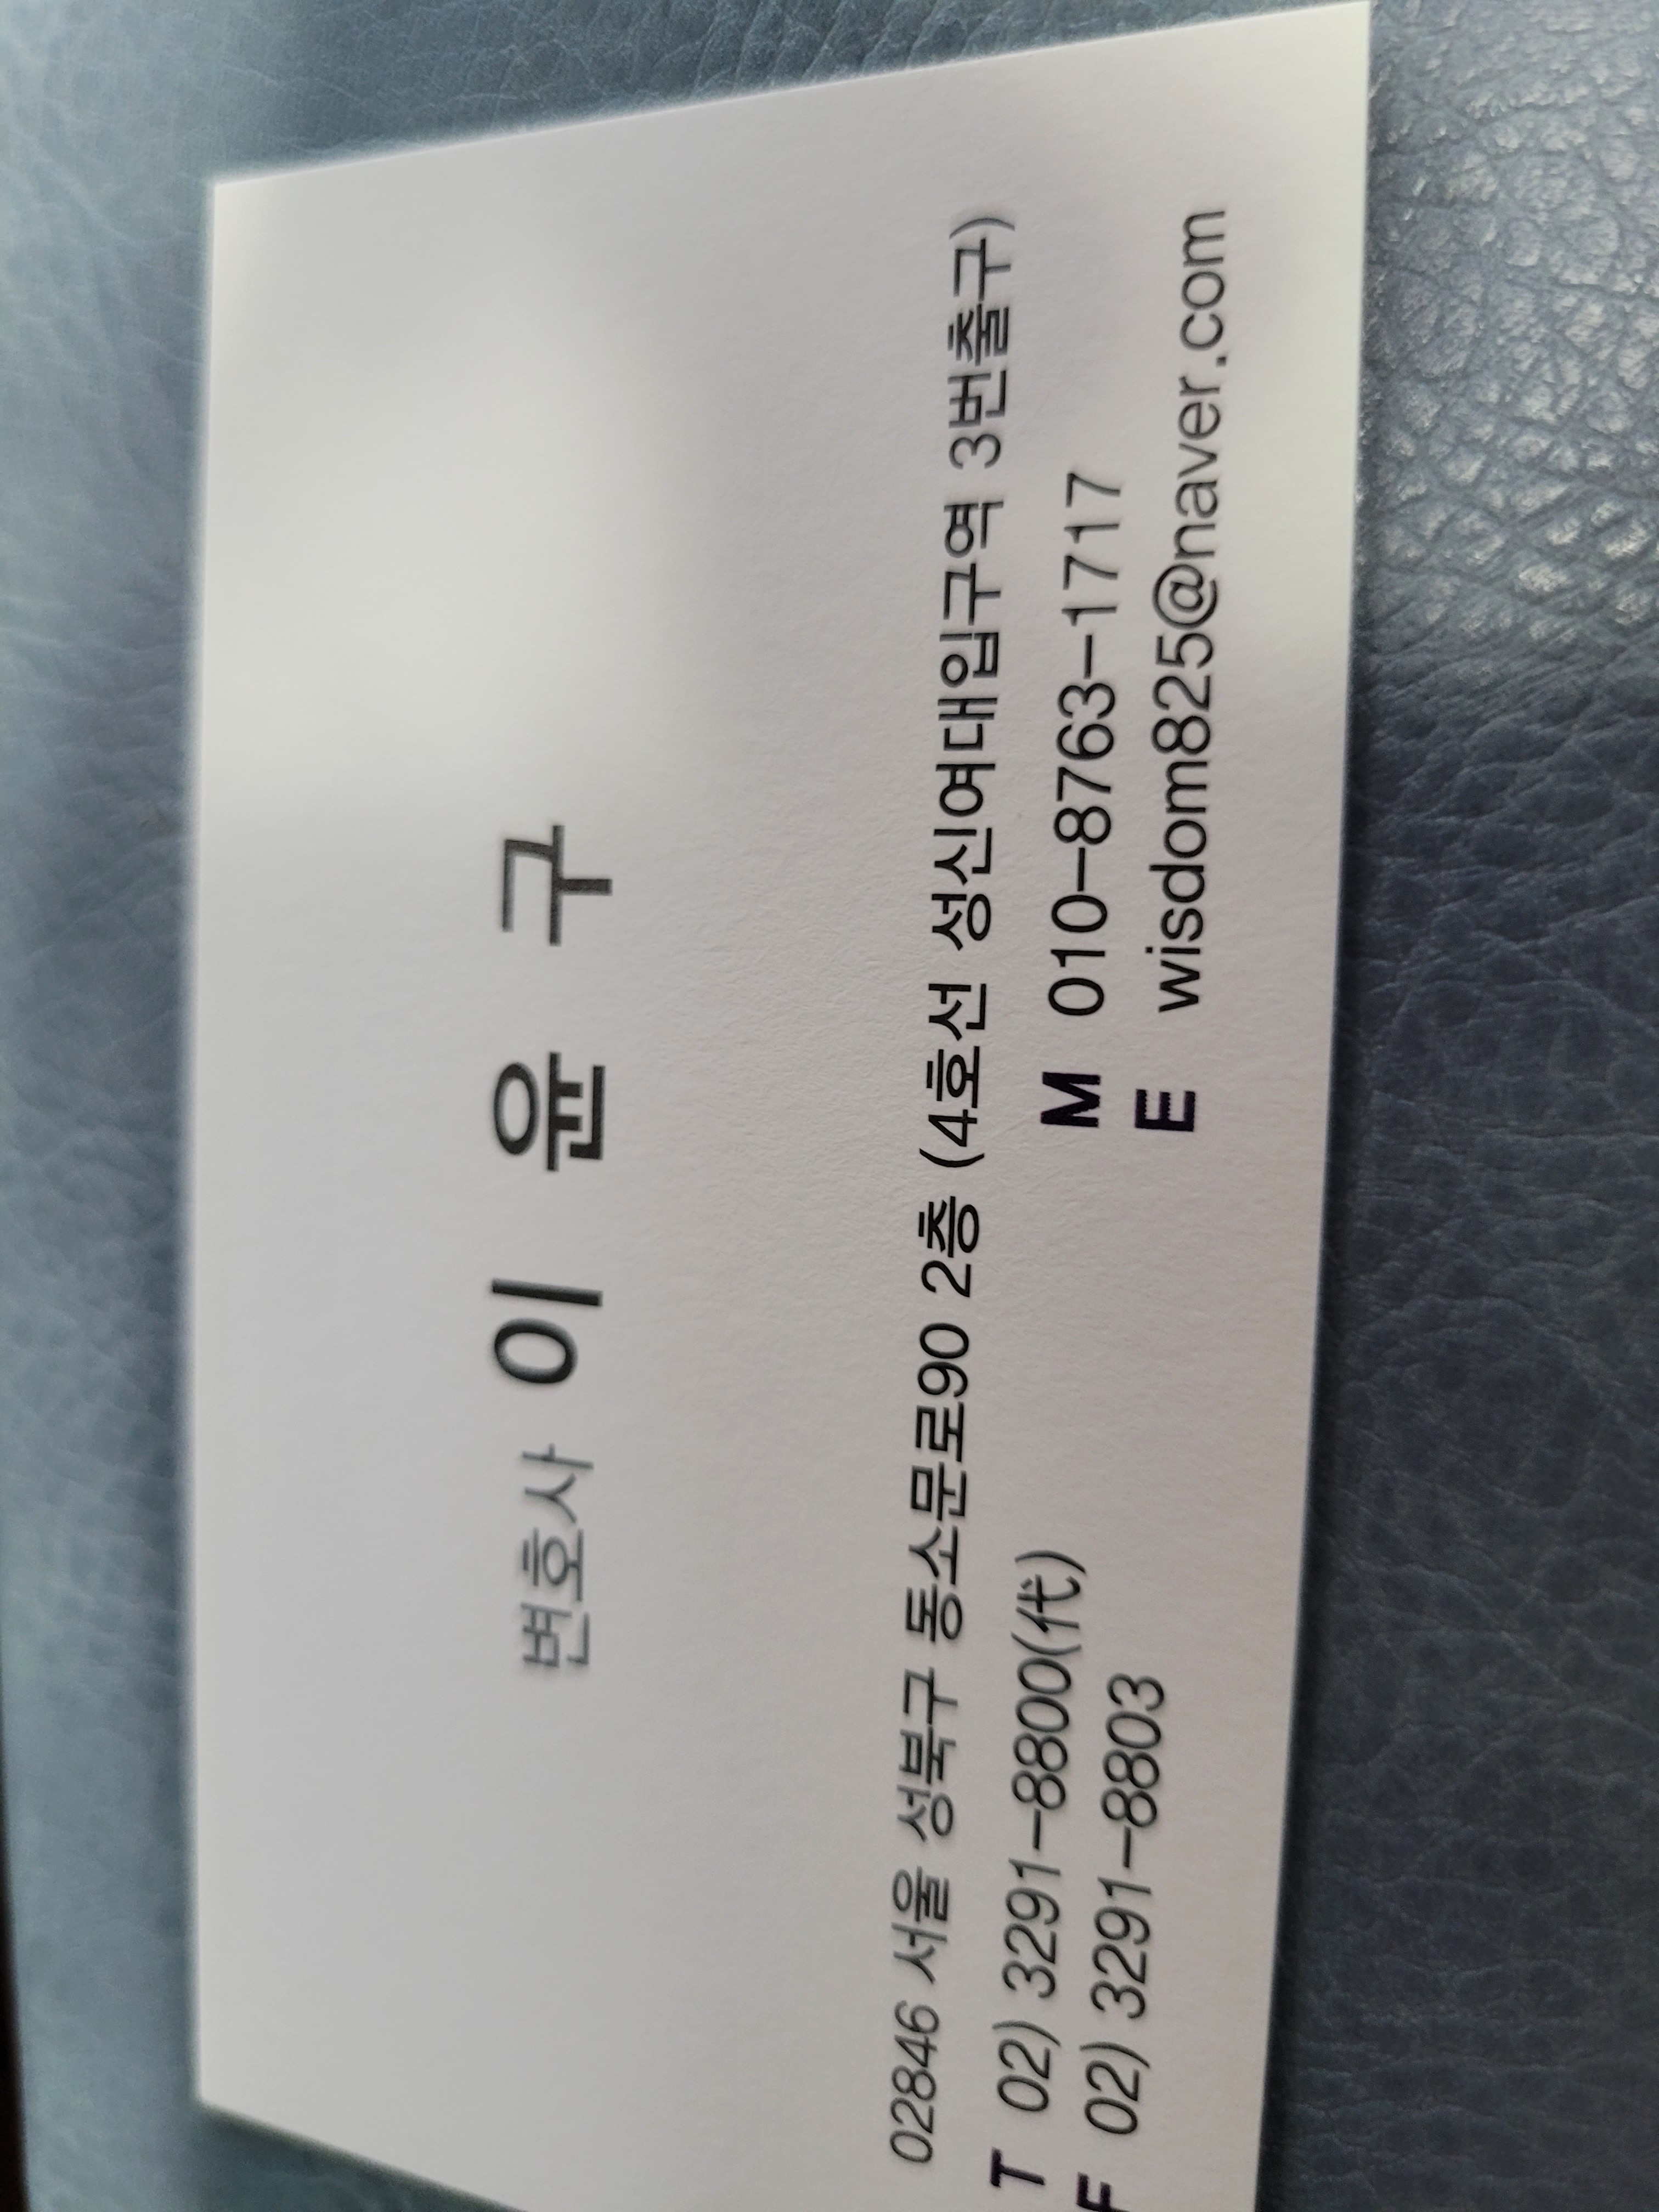 변호사 이 윤 구
02846 서울 성북구 동소문로90 2층 (4호선 성신여대입구역 3번출구)
T 02) 3291-8800(代) M 010-8763-1717
F 02) 3291-8803 E wisdom825@naver.com